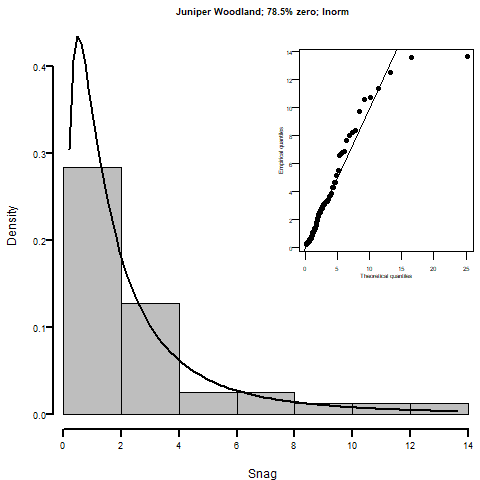 Juniper Woodland; 78.5% zero; lnorm
Density
0.0
0.1
0.2
0.3
0.4
0 2 4 6 8 10 12 14
Snag
Empirical quantiles
0
2
4
6
8
10
12
14
0 5 10 15 20 25
Theoretical quantiles